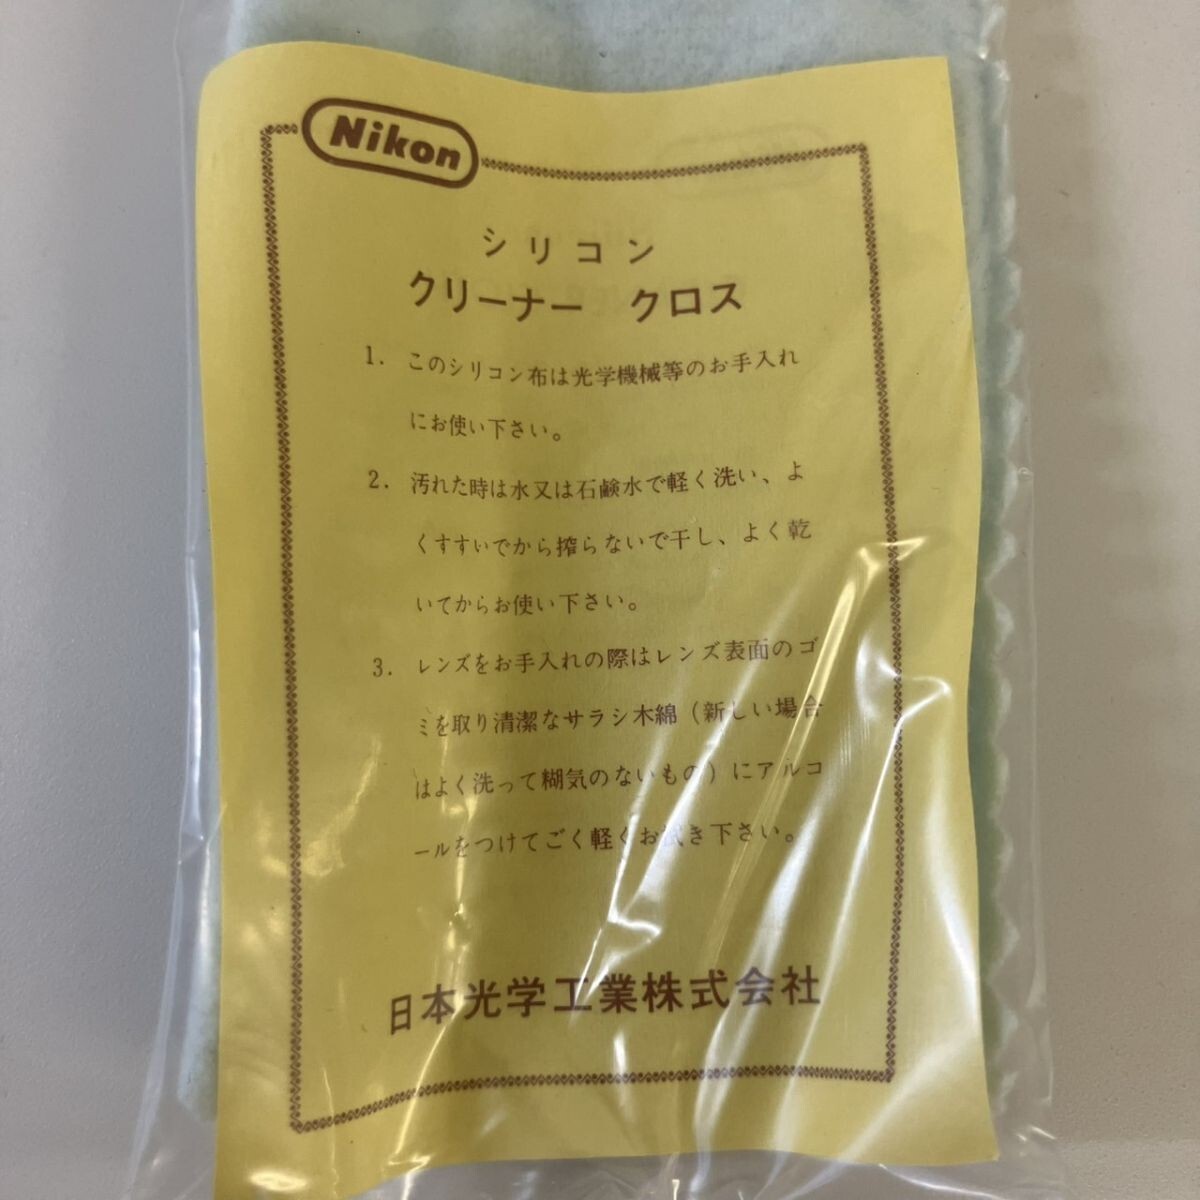 Nikon
シリコン
クリーナー クロス
1. このシリコン布は光学機械等のお手入れ
にお使い下さい。
2. 汚れた時は水又は石鹸水で軽く洗い、よ
くすすいでから搾らないで干し、よく乾
いてからお使い下さい。
3. レンズをお手入れの際はレンズ表面のゴ
ミを取り清潔なサラシ木綿(新しい場合
はよく洗って糊気のないもの)にアルコ
ールをつけてごく軽くお拭き下さい。
日本光学工業株式会社